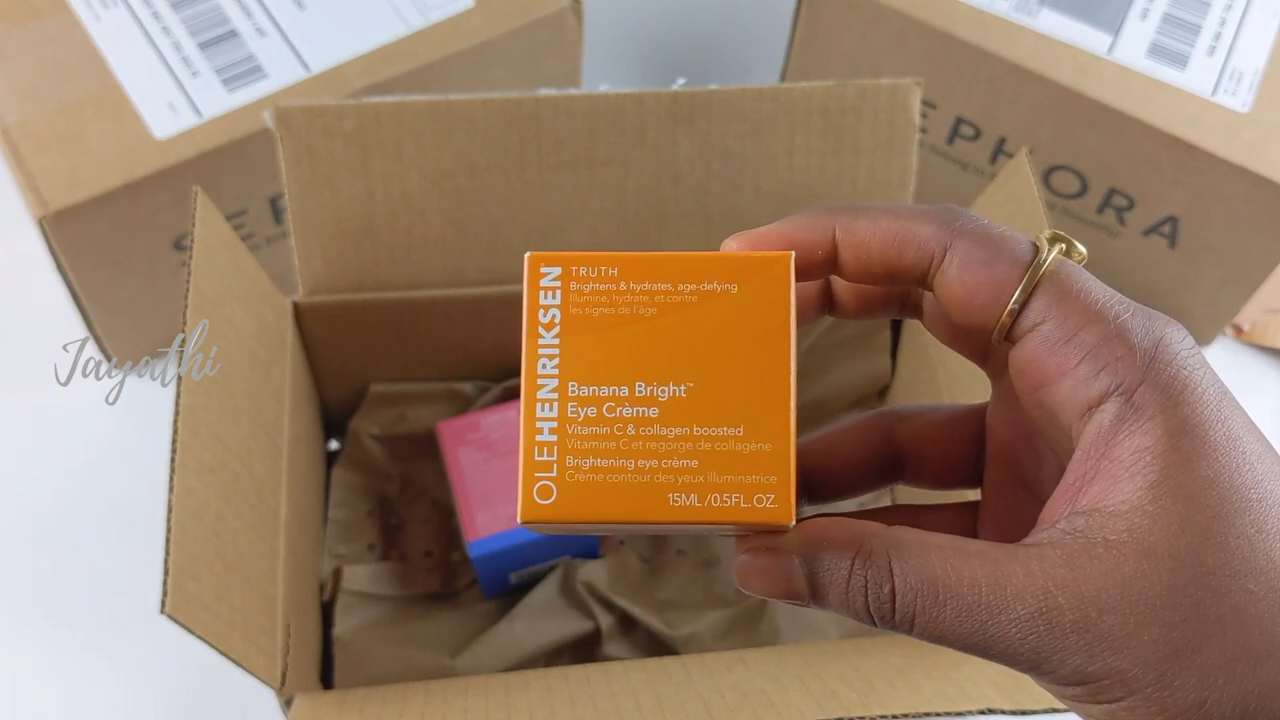 SEPHORA
Jayathi
OLEHENRIKSEN
TRUTH
Brightens & hydrates, age-defying
Illumine, hydrate, et contre
les signes de l'âge
Banana Bright™
Eye Crème
Vitamin C & collagen boosted
Vitamine C et regorge de collagène
Brightening eye crème
Crème contour des yeux illuminatrice
15ML/0.5FL.OZ.